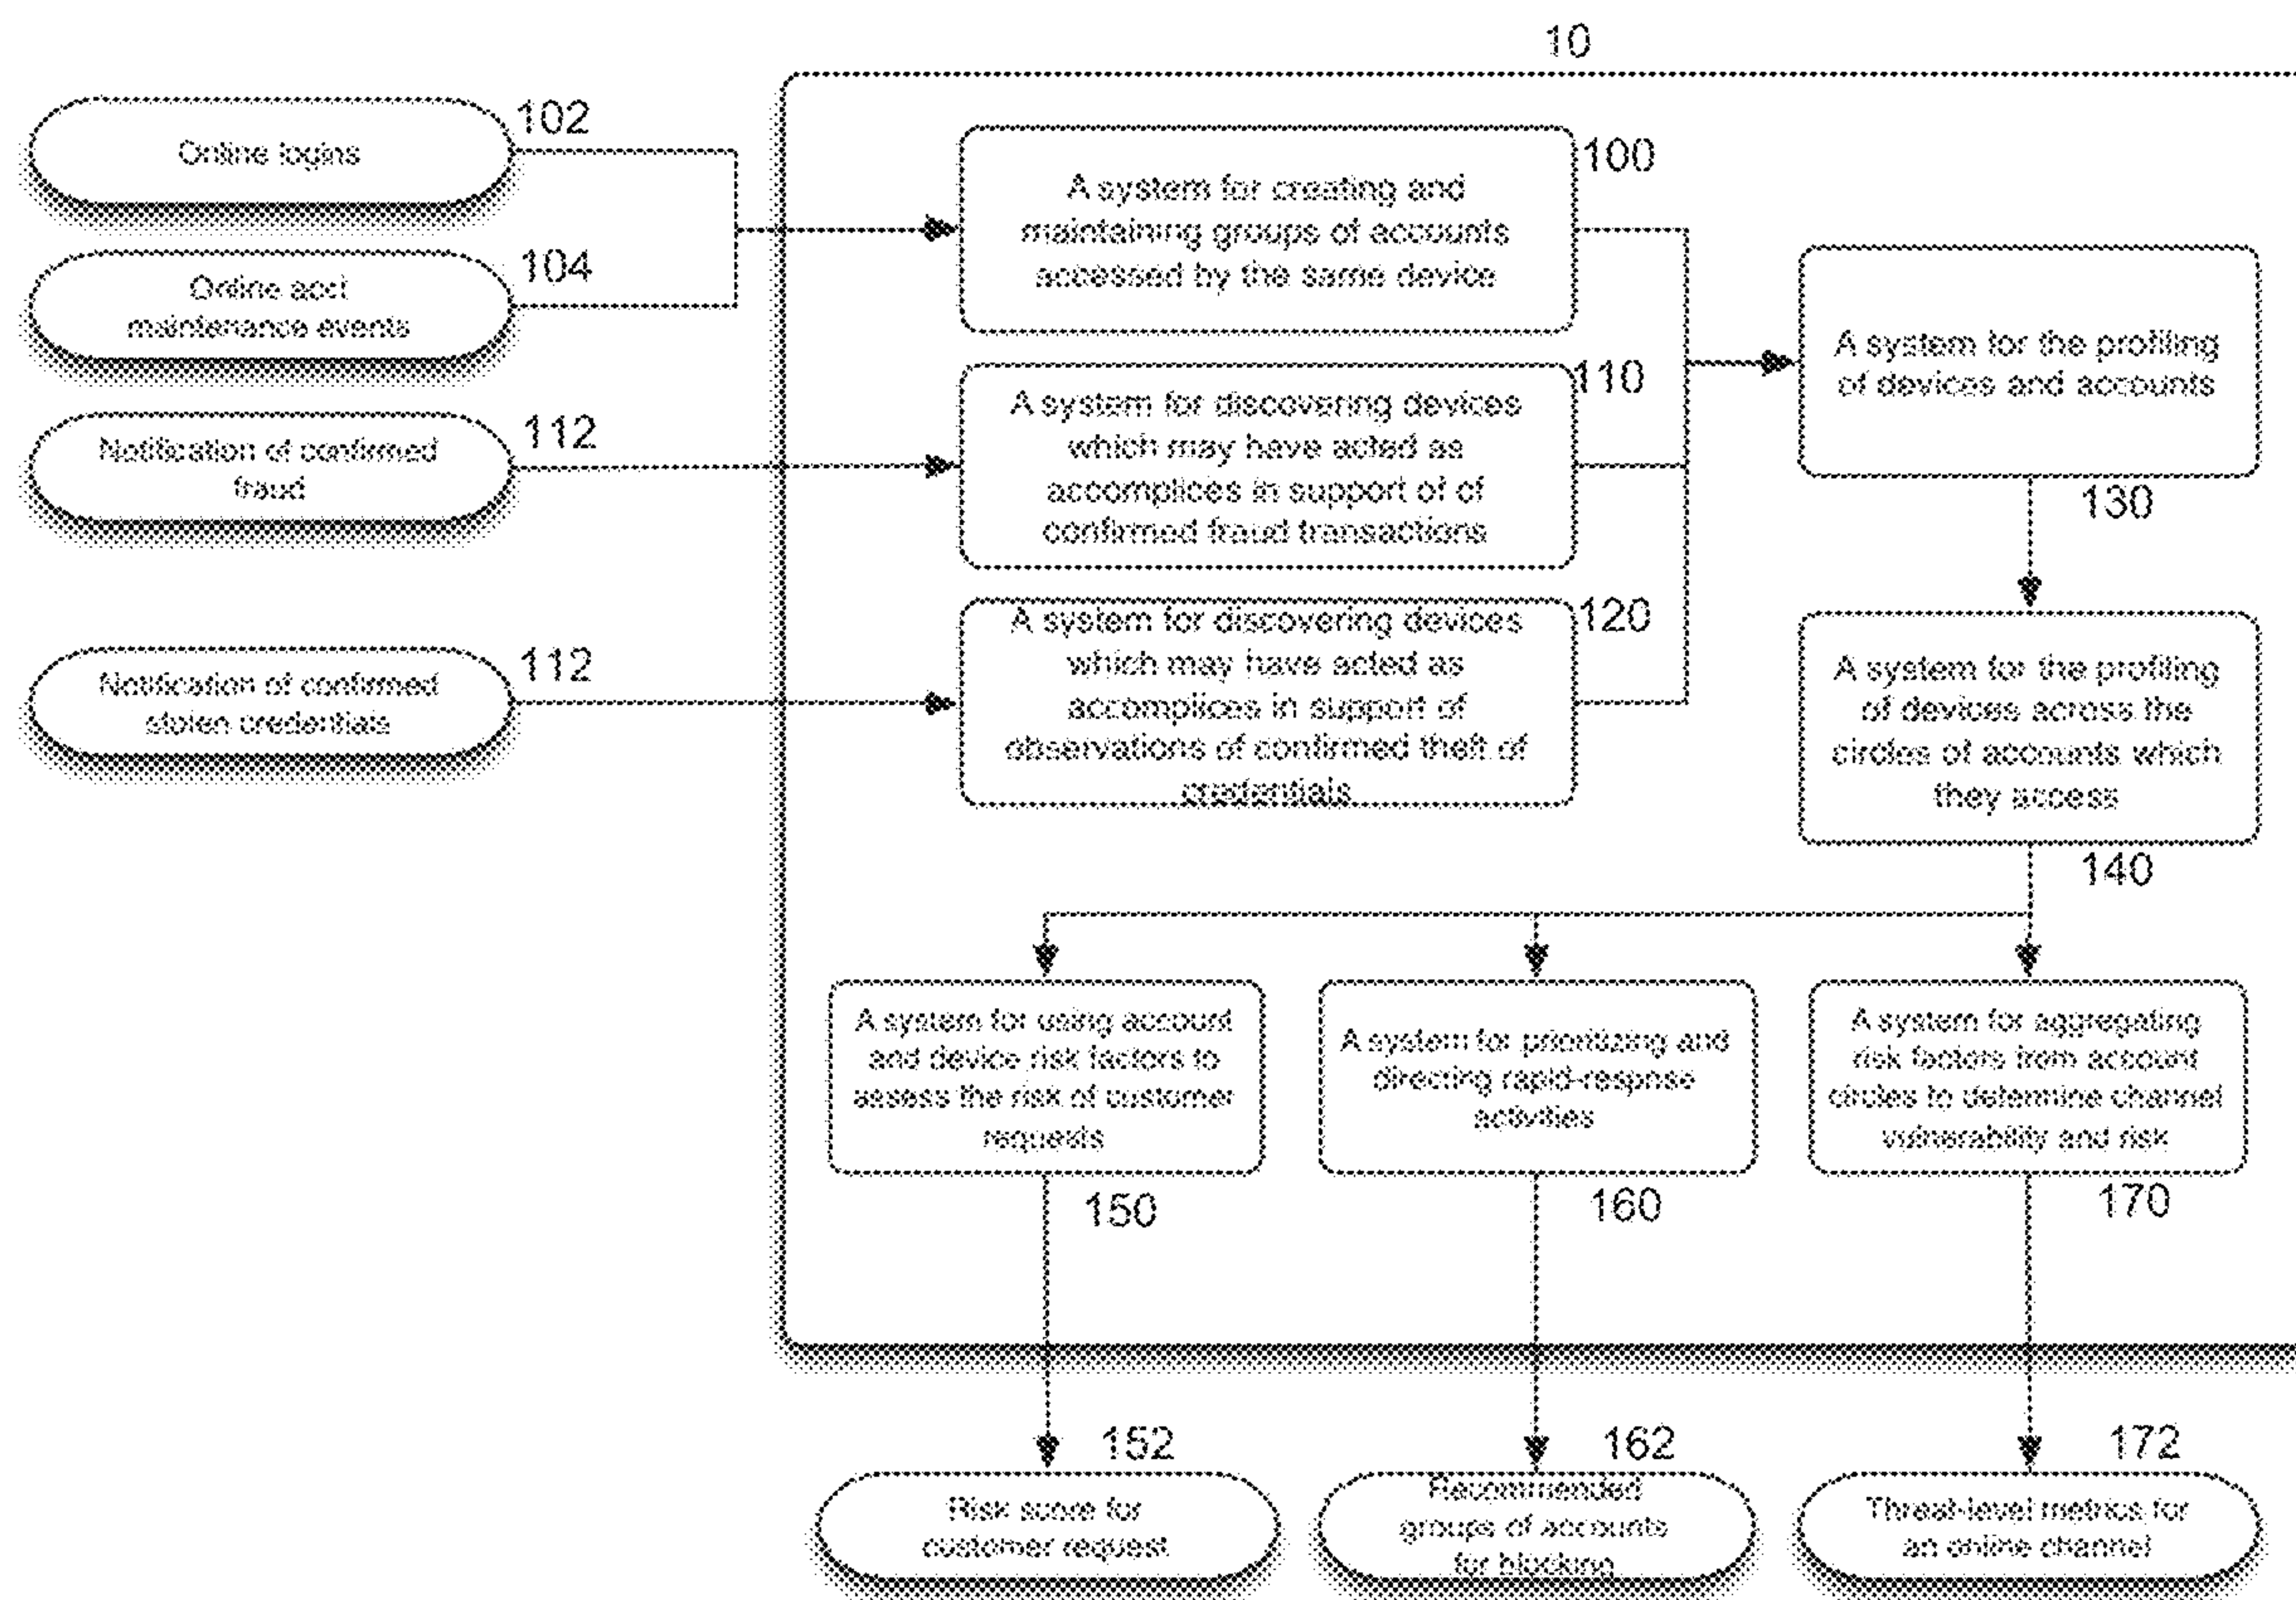 10
Online logins
102
Online acct
maintenance events
104
Notification of confirmed
fraud
112
Notification of confirmed
stolen credentials
112
A system for creating and
maintaining groups of accounts
accessed by the same device
100
A system for discovering devices
which may have acted as
accomplices in support of of
confirmed fraud transactions
110
A system for discovering devices
which may have acted as
accomplices in support of
observations of confirmed theft of
credentials
120
A system for the profiling
of devices and accounts
130
A system for the profiling
of devices across the
circles of accounts which
they access
140
A system for using account
and device risk factors to
assess the risk of customer
requests
150
A system for prioritizing and
directing rapid-response
activities
160
A system for aggregating
risk factors from account
circles to determine channel
vulnerability and risk
170
152
Risk score for
customer request
162
Recommended
groups of accounts
for blocking
172
Threat-level metrics for
an online channel